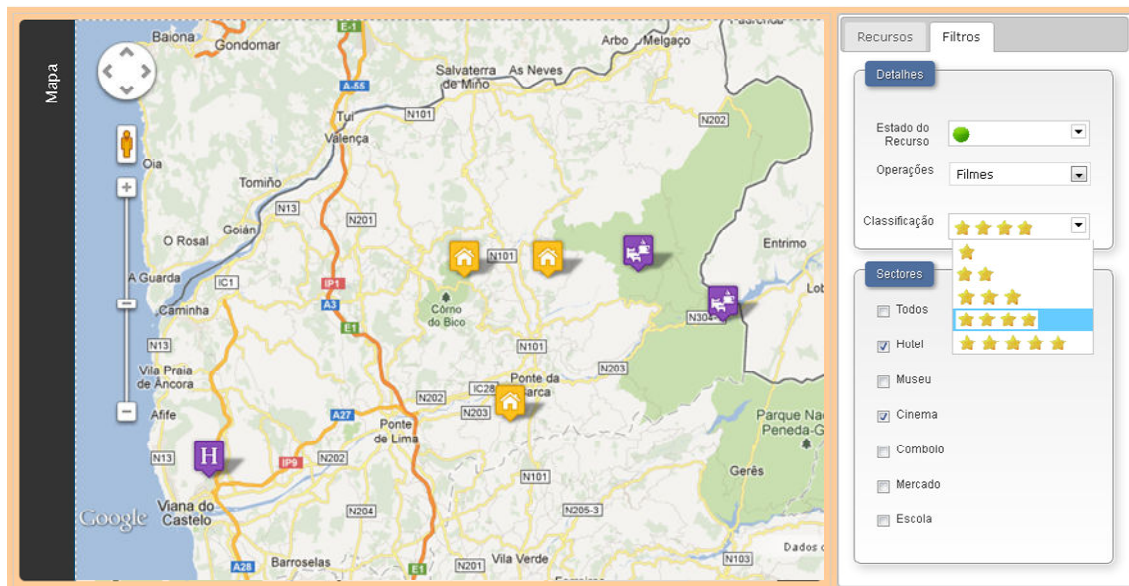 Mapa
Baiona
Gondomar
E-1
Arbo
Melgaço
Salvaterra
de Miño
As Neves
A-55
Tui
N101
N202
Valença
Oia
Tomiño
N13
N201
Goián
O Rosal
Entrimo
N101
A Guarda
IC1
IP1
A3
Caminha
Côrno
do Bico
N304-1
E1
N13
N101
Vila Praia
de Âncora
N203
Ponte da
Barca
IC28
N202
N203
Afife
A27
Ponte
de Lima
Parque Na
Peneda-G
N13
IP9
N202
H
Gerês
N101
Viana do
Castelo
Google
N204
N205-3
Dados
Barroselas
Vila Verde
N103
A28
E1
N201
Recursos
Filtros
Detalhes
Estado do
Recurso
Operações
Filmes
Classificação
Sectores
Todos
Hotel
Museu
Cinema
Comboio
Mercado
Escola